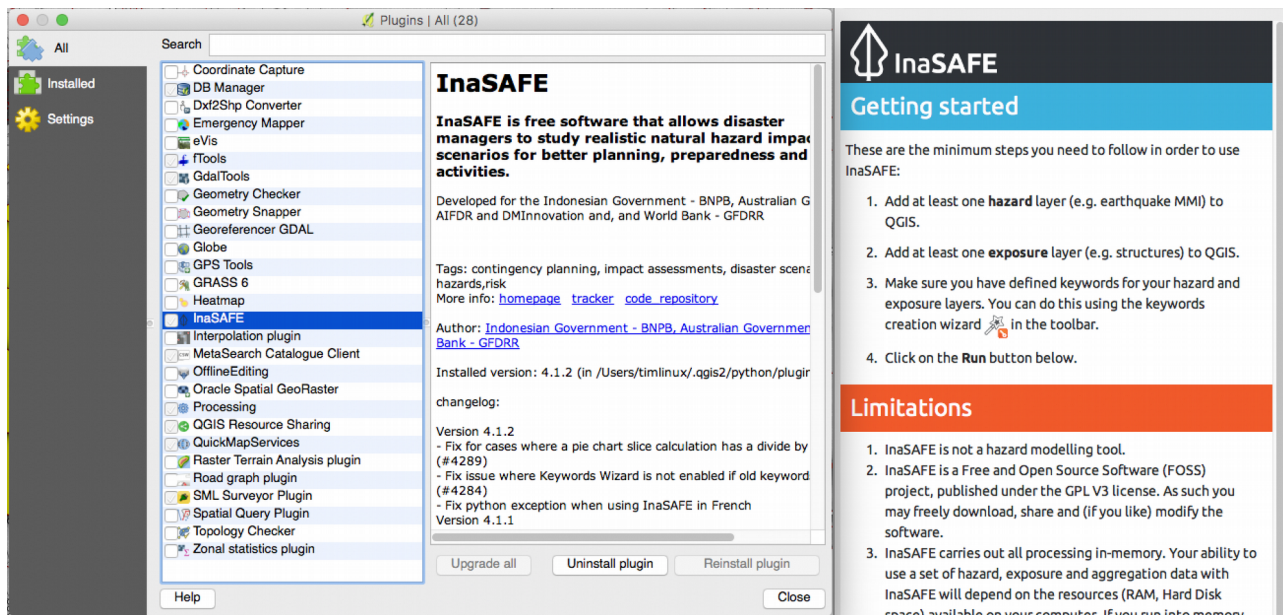 Plugins | All (28)
All
Installed
Settings
Search
Coordinate Capture
DB Manager
Dxf2Shp Converter
Emergency Mapper
eVis
fTools
GdalTools
Geometry Checker
Geometry Snapper
Georeferencer GDAL
Globe
GPS Tools
GRASS 6
Heatmap
InaSAFE
Interpolation plugin
MetaSearch Catalogue Client
OfflineEditing
Oracle Spatial GeoRaster
Processing
QGIS Resource Sharing
QuickMapServices
Raster Terrain Analysis plugin
Road graph plugin
SML Surveyor Plugin
Spatial Query Plugin
Topology Checker
Zonal statistics plugin
Help
InaSAFE
InaSAFE is free software that allows disaster
managers to study realistic natural hazard impac
scenarios for better planning, preparedness and
activities.
Developed for the Indonesian Government - BNPB, Australian G
AIFDR and DMInnovation and, and World Bank - GFDRR
Tags: contingency planning, impact assessments, disaster scena
hazards,risk
More info: homepage tracker code repository
Author: Indonesian Government - BNPB, Australian Governmen
Bank - GFDRR
Installed version: 4.1.2 (in /Users/timlinux/.qgis2/python/plugin
changelog:
Version 4.1.2
- Fix for cases where a pie chart slice calculation has a divide by
(#4289)
- Fix issue where Keywords Wizard is not enabled if old keyword
(#4284)
- Fix python exception when using InaSAFE in French
Version 4.1.1
Upgrade all
Uninstall plugin
Reinstall plugin
Close
InaSAFE
Getting started
These are the minimum steps you need to follow in order to use
InaSAFE:
1. Add at least one hazard layer (e.g. earthquake MMI) to
QGIS.
2. Add at least one exposure layer (e.g. structures) to QGIS.
3. Make sure you have defined keywords for your hazard and
exposure layers. You can do this using the keywords
creation wizard in the toolbar.
4. Click on the Run button below.
Limitations
1. InaSAFE is not a hazard modelling tool.
2. InaSAFE is a Free and Open Source Software (FOSS)
project, published under the GPL V3 license. As such you
may freely download, share and (if you like) modify the
software.
3. InaSAFE carries out all processing in-memory. Your ability to
use a set of hazard, exposure and aggregation data with
InaSAFE will depend on the resources (RAM, Hard Disk
space) available on your computer. If you run into memory